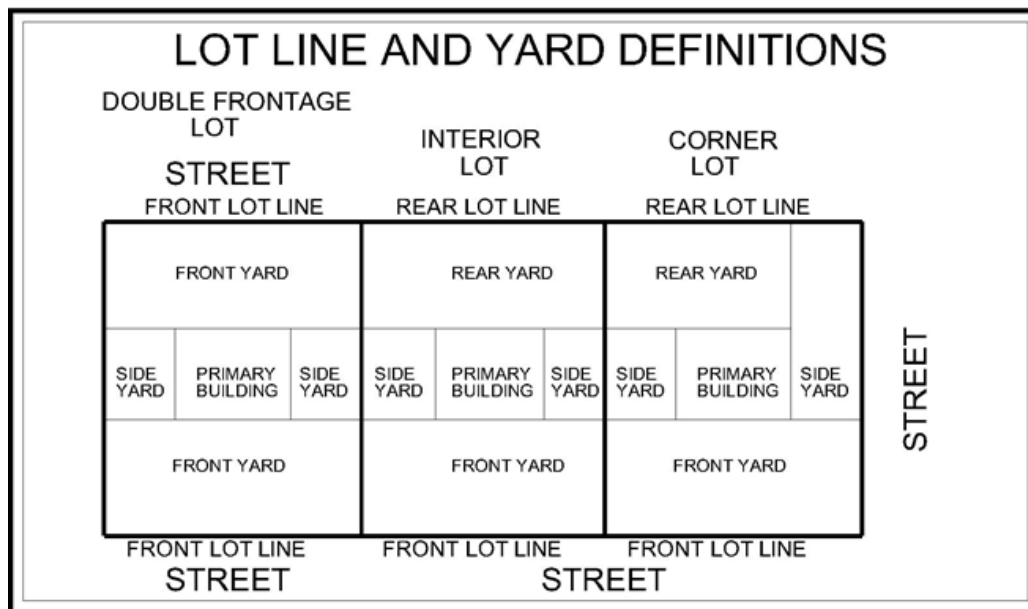 LOT LINE AND YARD DEFINITIONS
DOUBLE FRONTAGE
LOT
STREET
FRONT LOT LINE
INTERIOR
LOT
REAR LOT LINE
CORNER
LOT
REAR LOT LINE
FRONT YARD
REAR YARD
REAR YARD
SIDE
YARD
PRIMARY
BUILDING
SIDE
YARD
SIDE
YARD
PRIMARY
BUILDING
SIDE
YARD
SIDE
YARD
PRIMARY
BUILDING
SIDE
YARD
STREET
FRONT YARD
FRONT YARD
FRONT YARD
FRONT LOT LINE
FRONT LOT LINE
FRONT LOT LINE
STREET
STREET